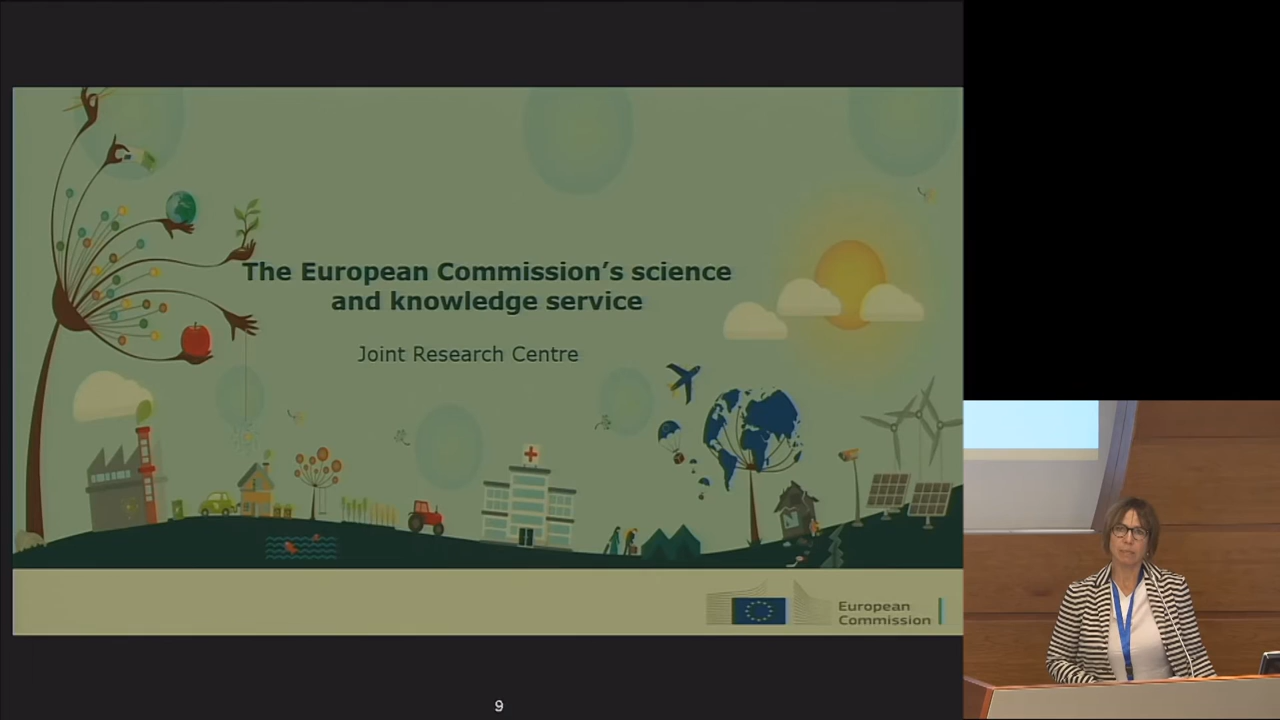 The European Commission’s science
and knowledge service
Joint Research Centre
European
Commission
9